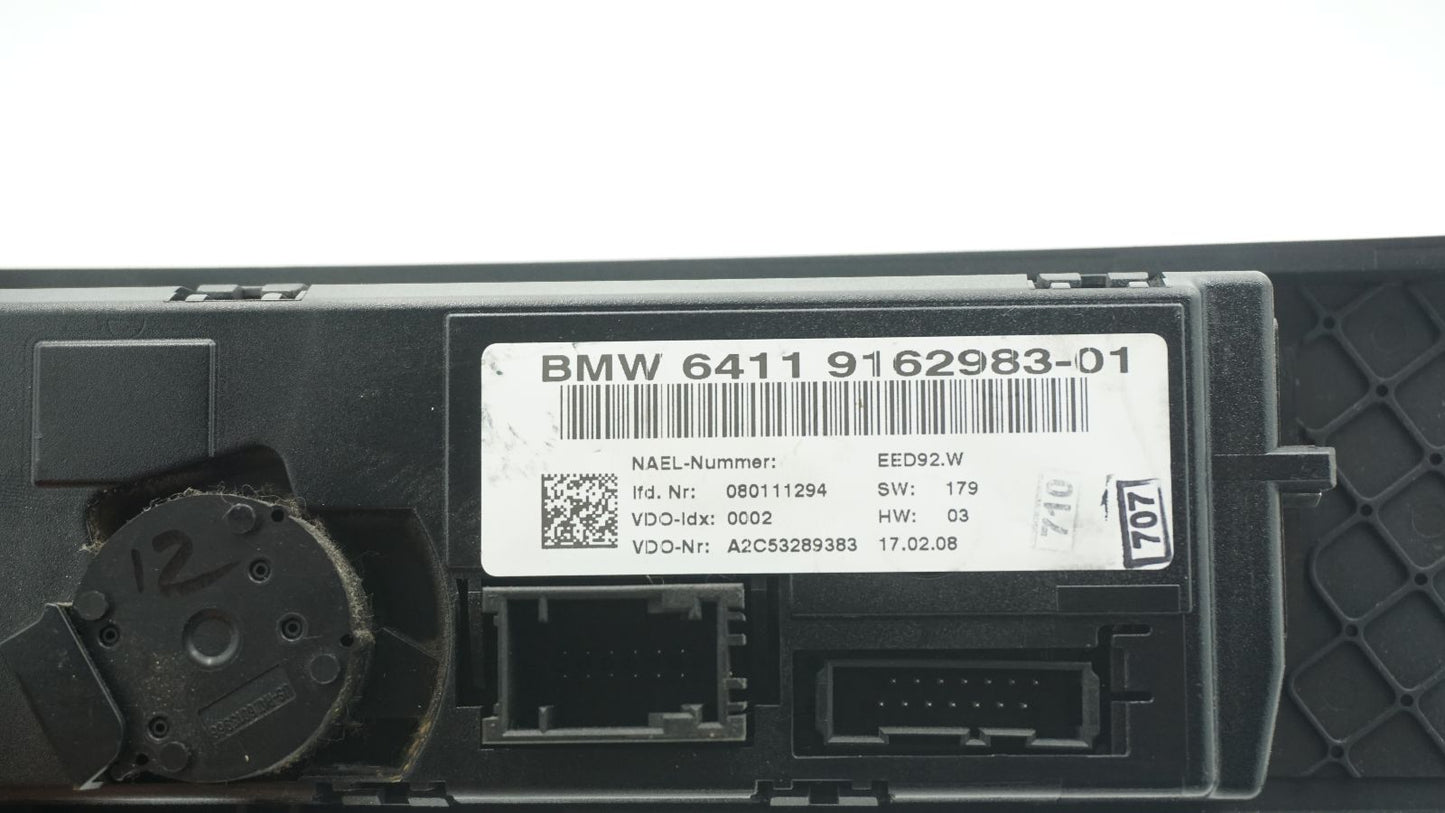 BMW 6411 9162983-01
NAEL-Nummer: EED92.W
lfd. Nr: 080111294 SW: 179
VDO-Idx: 0002 HW: 03
VDO-Nr: A2C53289383 17.02.08
710
707
12